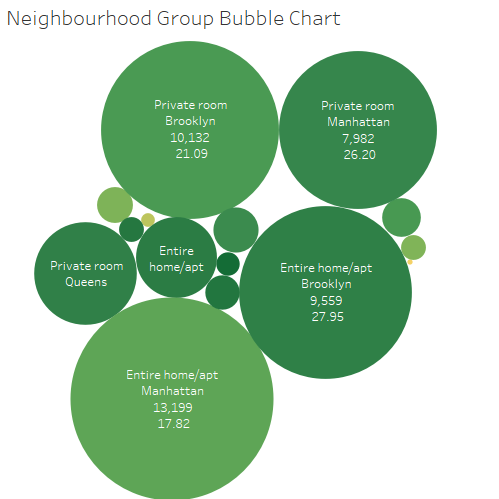 Neighbourhood Group Bubble Chart
Private room
Brooklyn
10,132
21.09
Private room
Manhattan
7,982
26.20
Entire
home/apt
Private room
Queens
Entire home/apt
Brooklyn
9,559
27.95
Entire home/apt
Manhattan
13,199
17.82